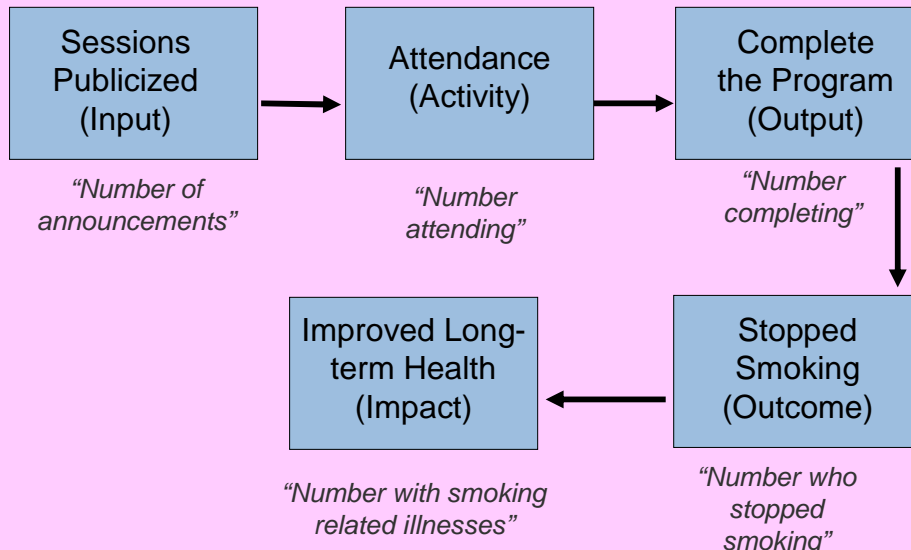 Sessions
Publicized
(Input)
Attendance
(Activity)
Complete
the Program
(Output)
“Number of
announcements”
“Number
attending”
“Number
completing”
Improved Long-
term Health
(Impact)
Stopped
Smoking
(Outcome)
“Number with smoking
related illnesses”
“Number who
stopped
smoking”